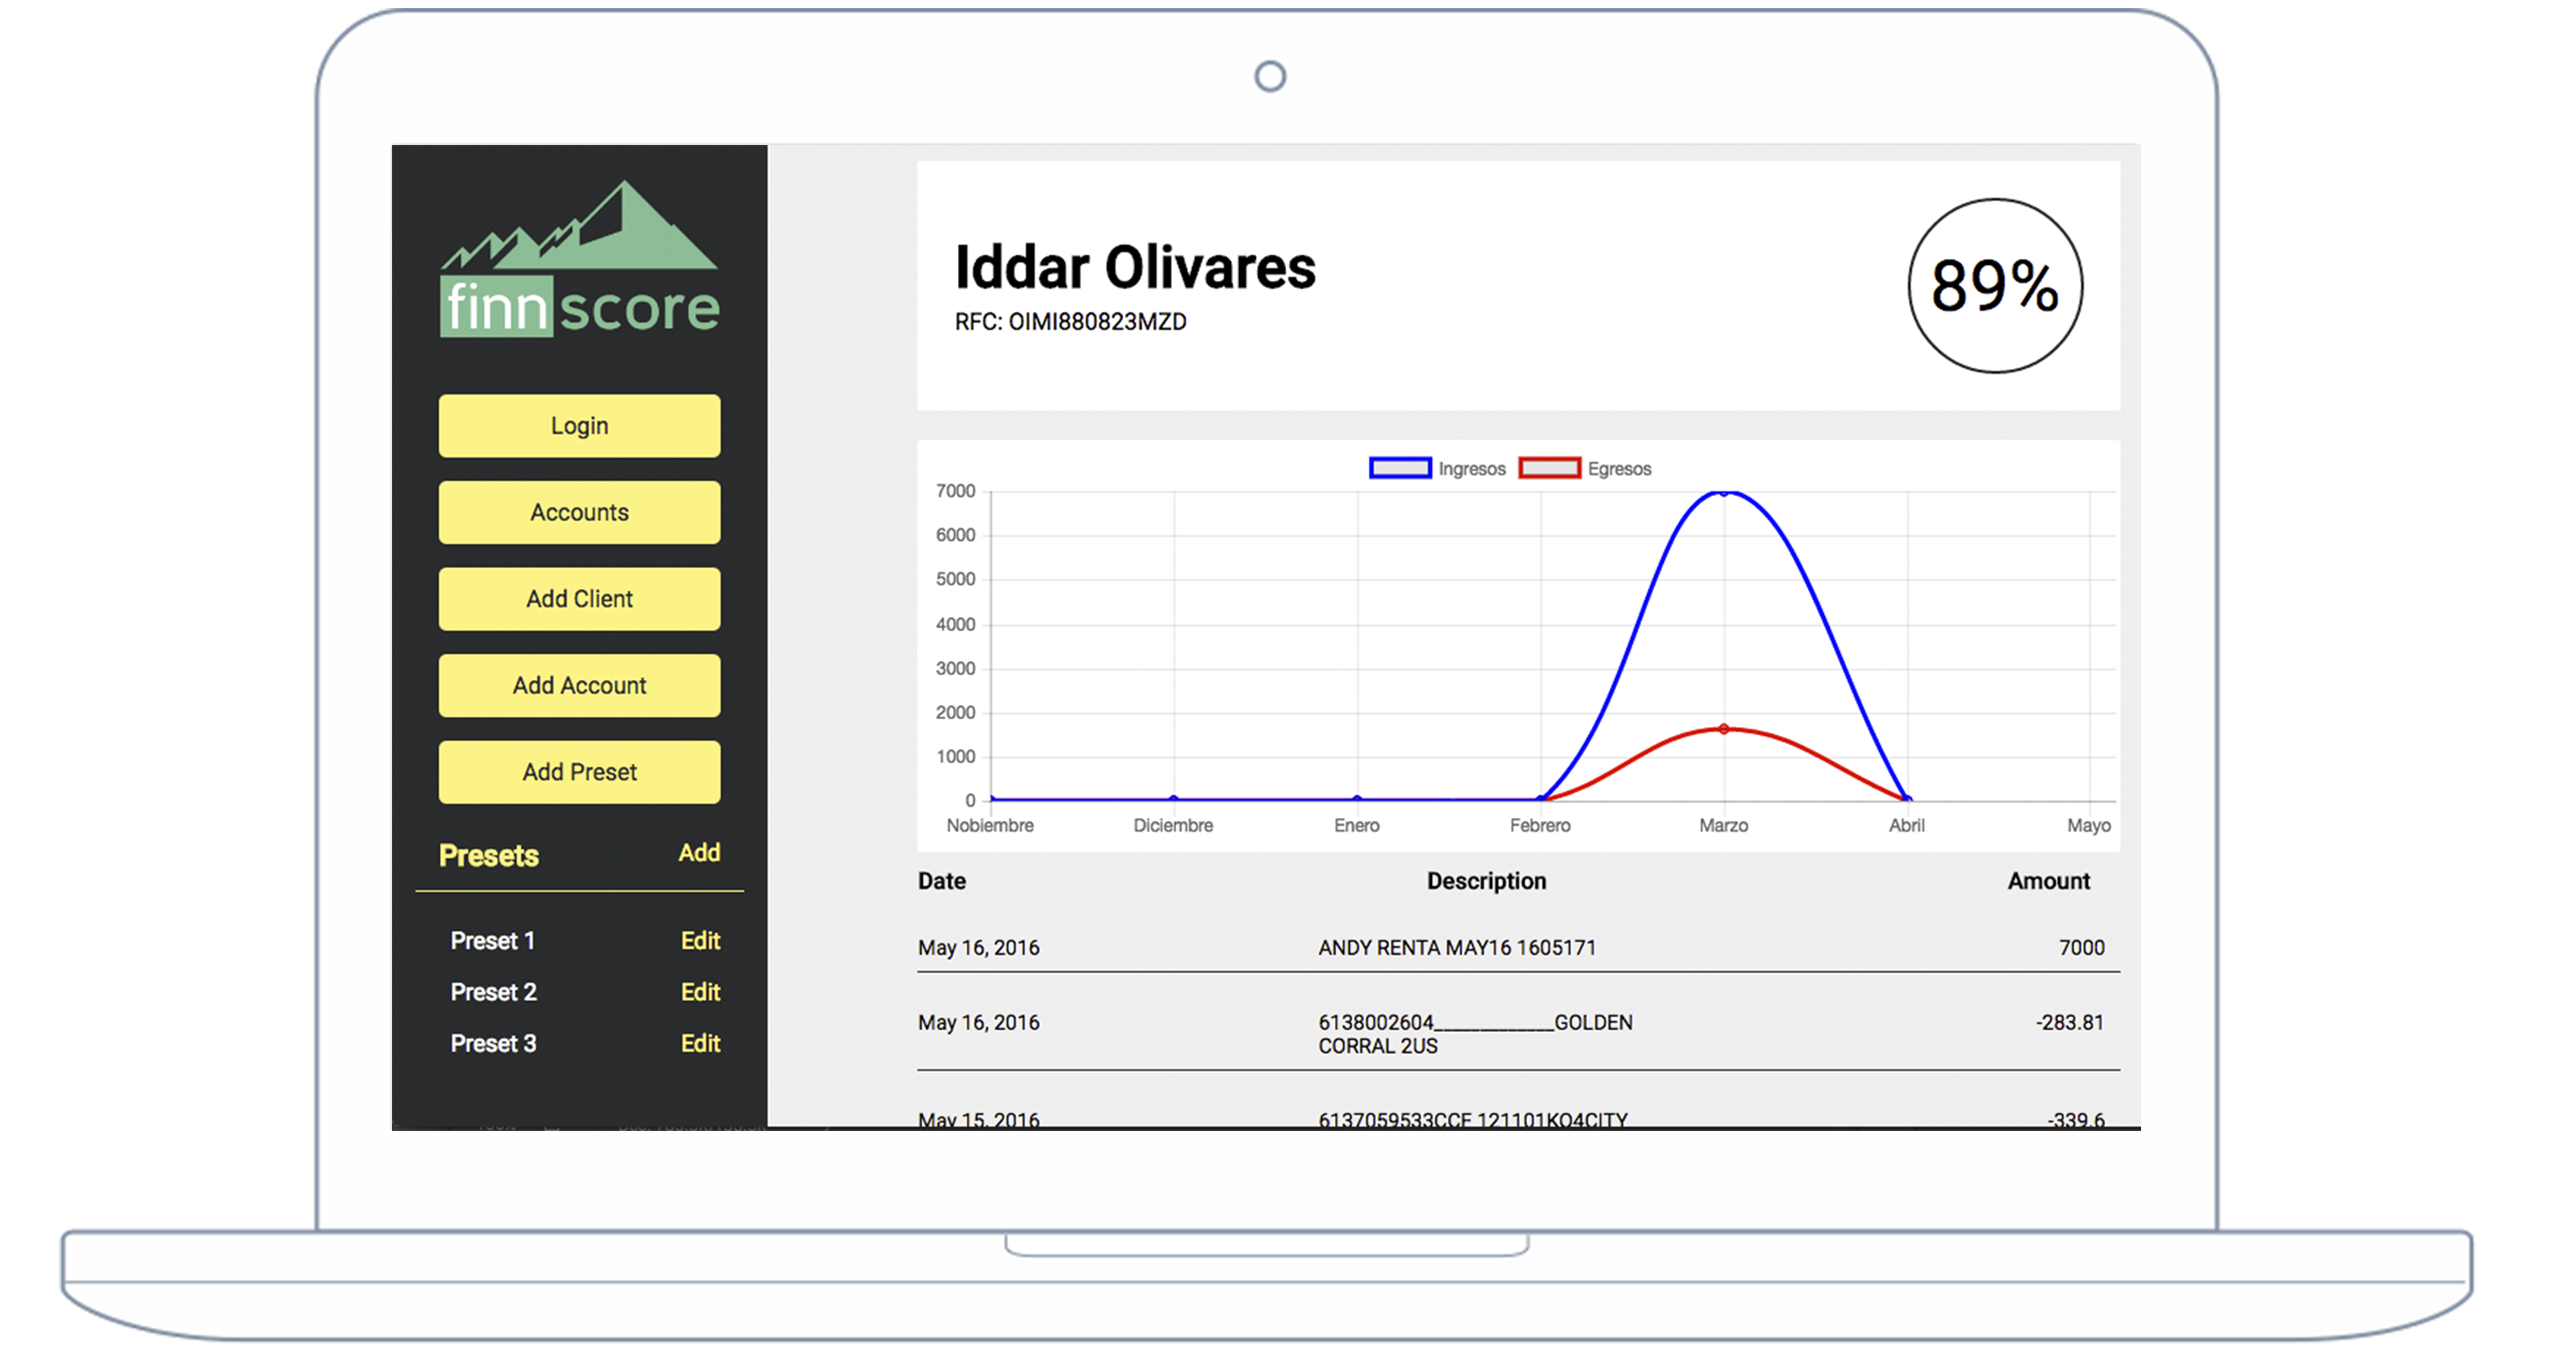 finnscore
Login
Accounts
Add Client
Add Account
Add Preset
Presets Add
Preset 1 Edit
Preset 2 Edit
Preset 3 Edit
Iddar Olivares
RFC: OIMI880823MZD
89%
Ingresos Egresos
7000
6000
5000
4000
3000
2000
1000
0
Nobiembre Diciembre Enero Febrero Marzo Abril Mayo
Date Description Amount
May 16, 2016 ANDY RENTA MAY16 1605171 7000
May 16, 2016 6138002604_____________GOLDEN -283.81
CORRAL 2US
May 15, 2016 6137059533CCF 121101KO4CITY -339.6